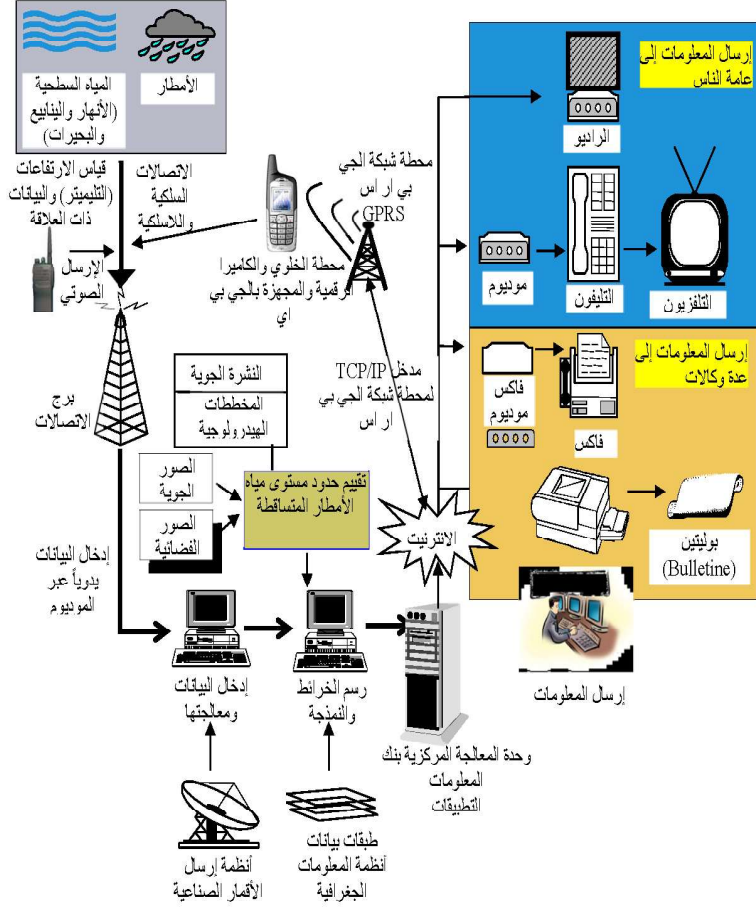 الأمطار
المياه السطحية
(الأنهار والينابيع
والبحيرات)
إرسال المعلومات إلى
عامة الناس
الراديو
موديوم
التليفون
التلفزيون
قياس الارتفاعات
(التليميتر) والبيانات
ذات العلاقة
الاتصالات
السلكية
واللاسلكية
محطة شبكة الجي
بي ار اس
GPRS
الإرسال
الصوتي
محطة الخلوي والكاميرا
الرقمية والمجهزة بالجي بي
اي
برج
الاتصالات
مدخل TCP/IP
لمحطة شبكة الجي بي
ار اس
إرسال المعلومات إلى
عدة وكالات
فاكس
موديوم
فاكس
بوليتين
(Bulletine)
إرسال المعلومات
النشرة الجوية
المخططات
الهيدرولوجية
الصور
الجوية
الصور
الفضائية
تقييم حدود مستوى مياه
الأمطار المتساقطة
الانترنيت
إدخال البيانات
يدوياً عبر
الموديوم
إدخال البيانات
ومعالجتها
رسم الخرائط
والنمذجة
وحدة المعالجة المركزية بنك
المعلومات
التطبيقات
أنظمة إرسال
الأقمار الصناعية
طبقات بيانات
أنظمة المعلومات
الجغرافية